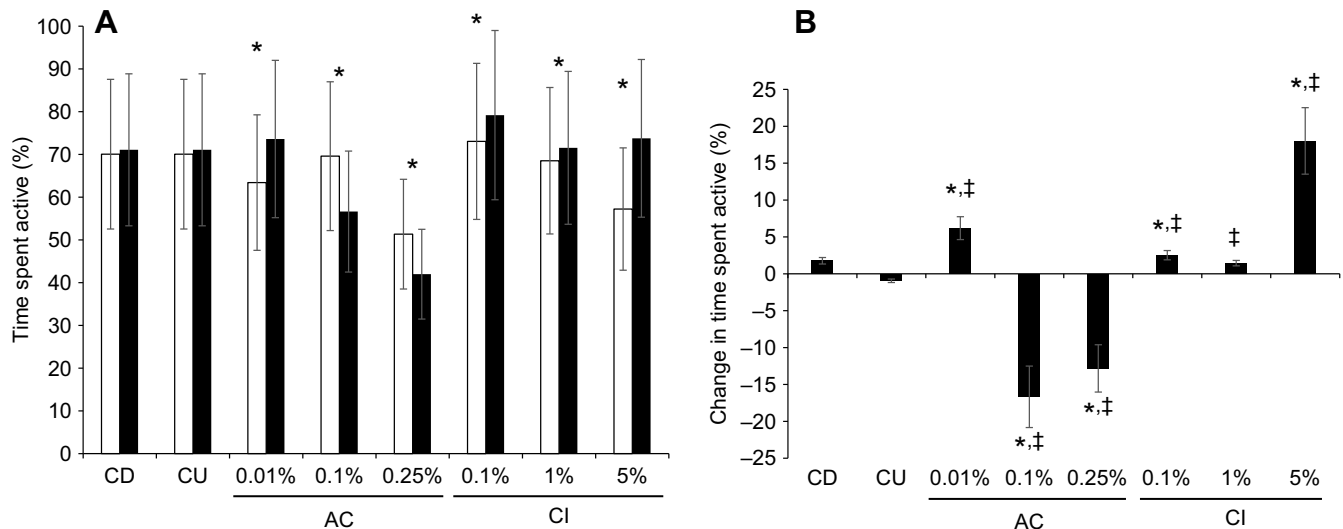 A
Time spent active (%)
100
90
80
70
60
50
40
30
20
10
0
* * * * * *
CD CU 0.01% 0.1% 0.25% 0.1% 1% 5%
AC CI
B
Change in time spent active (%)
25
20
15
10
5
0
–5
–10
–15
–20
–25
*,‡ *,‡ *,‡ *,‡ ‡ *,‡
CD CU 0.01% 0.1% 0.25% 0.1% 1% 5%
AC CI